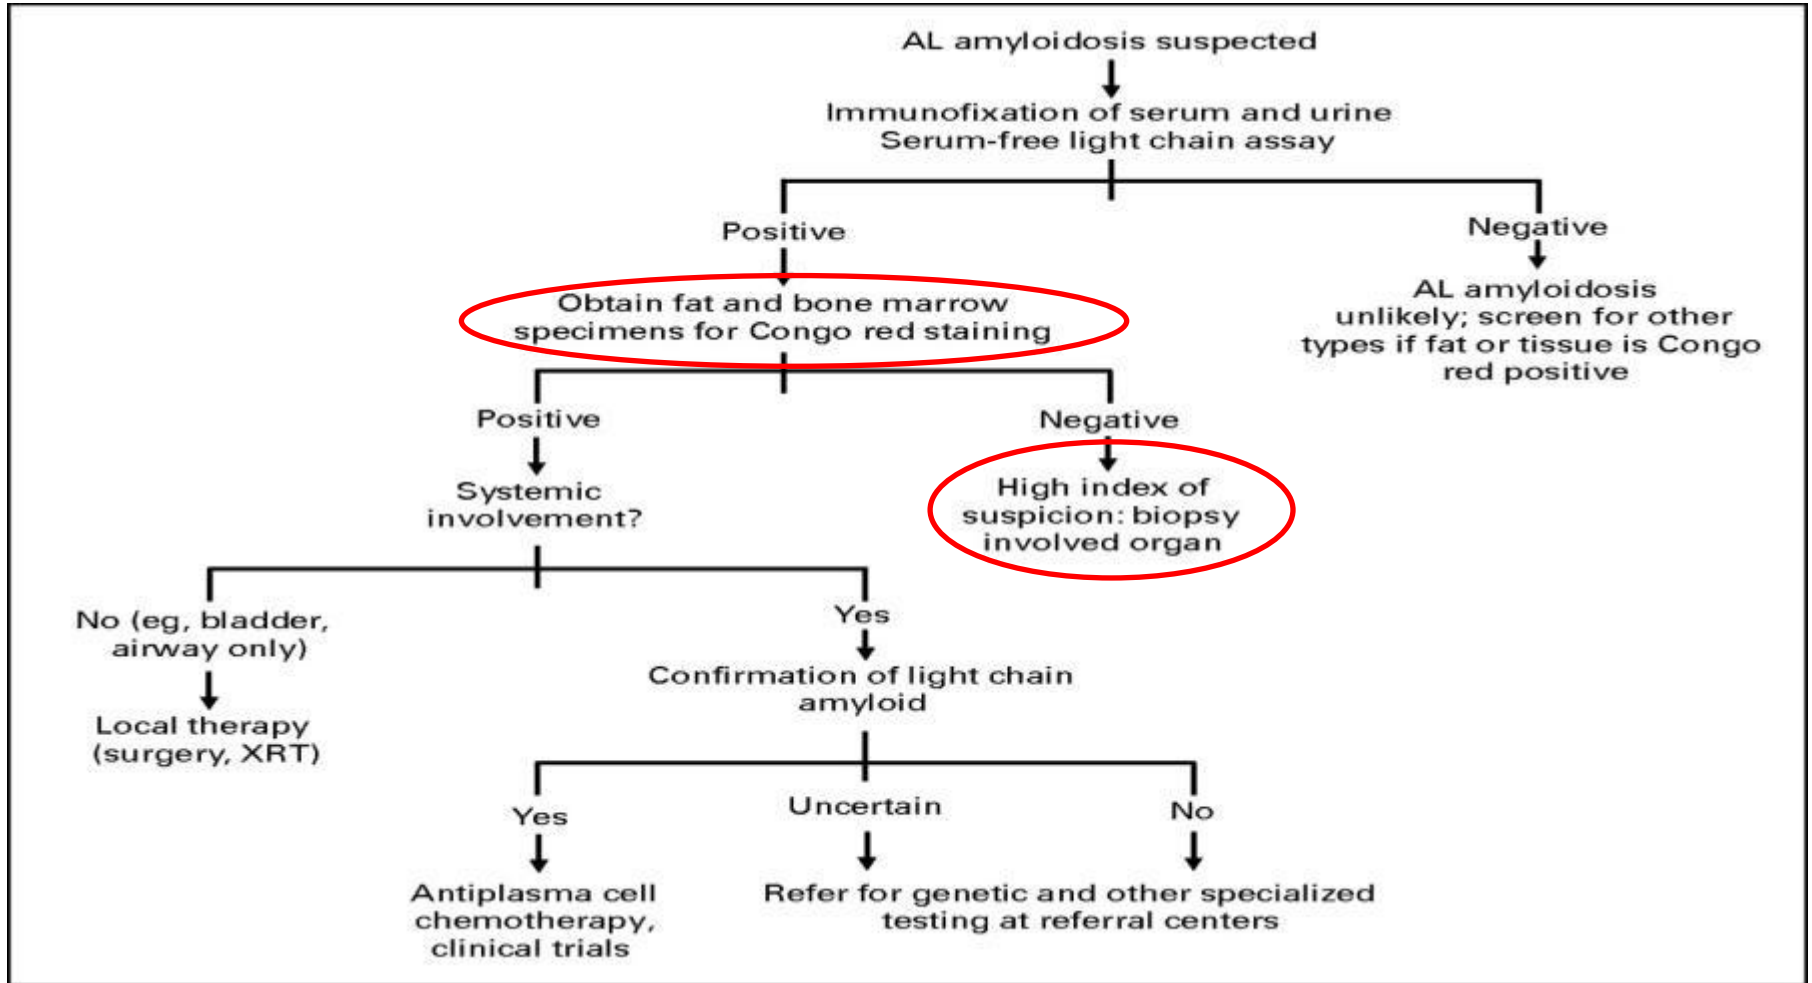 AL amyloidosis suspected
Immunofixation of serum and urine
Serum-free light chain assay
Positive
Negative
Obtain fat and bone marrow
specimens for Congo red staining
AL amyloidosis
unlikely; screen for other
types if fat or tissue is Congo
red positive
Positive
Negative
Systemic
involvement?
High index of
suspicion: biopsy
involved organ
No (eg, bladder,
airway only)
Yes
Local therapy
(surgery, XRT)
Confirmation of light chain
amyloid
Yes
Uncertain
No
Antiplasma cell
chemotherapy,
clinical trials
Refer for genetic and other specialized
testing at referral centers